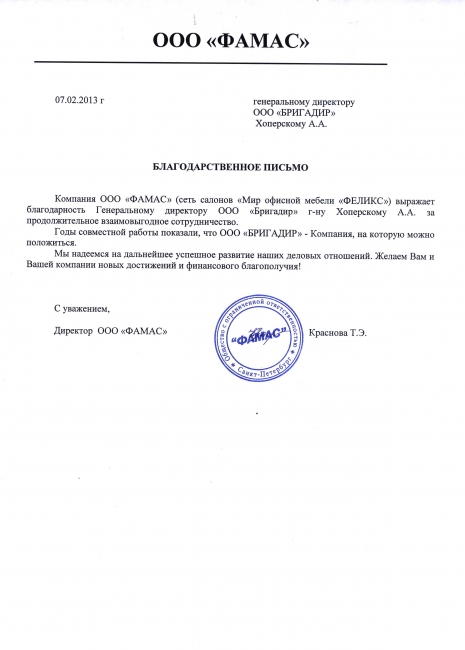 ООО «ФАМАС»
07.02.2013 г
генеральному директору
ООО «БРИГАДИР»
Хоперскому А.А.
БЛАГОДАРСТВЕННОЕ ПИСЬМО
Компания ООО «ФАМАС» (сеть салонов «Мир офисной мебели «ФЕЛИКС») выражает
благодарность Генеральному директору ООО «Бригадир» г-ну Хоперскому А.А. за
продолжительное взаимовыгодное сотрудничество.
Годы совместной работы показали, что ООО «БРИГАДИР» - Компания, на которую можно
положиться.
Мы надеемся на дальнейшее успешное развитие наших деловых отношений. Желаем Вам и
Вашей компании новых достижений и финансового благополучия!
С уважением,
Директор ООО «ФАМАС»
Общество с ограниченной ответственностью
"ФАМАС"
Санкт-Петербург
Краснова Т.Э.